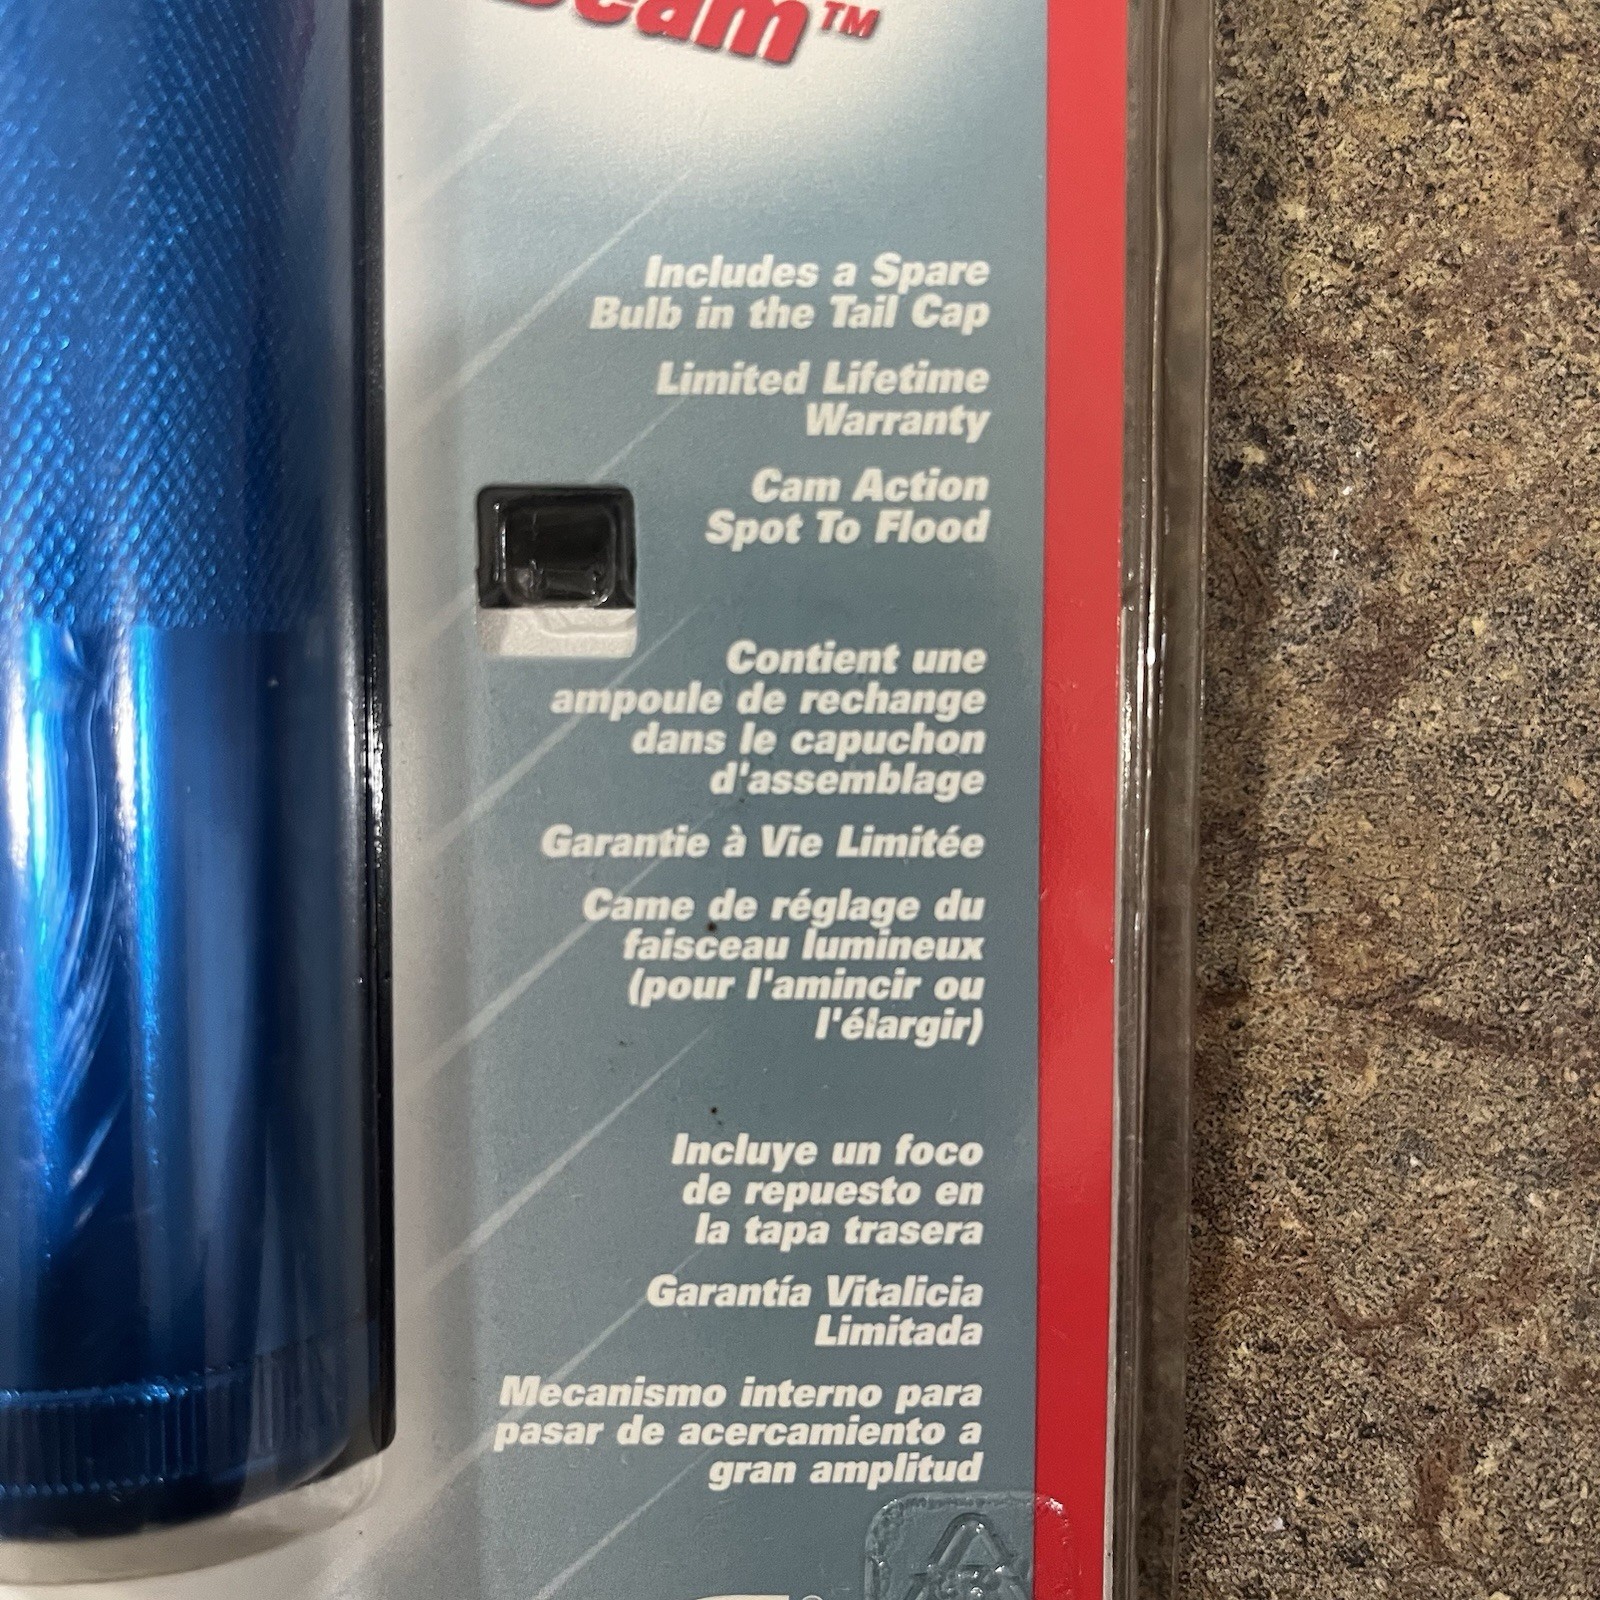 Beam™
Includes a Spare
Bulb in the Tail Cap
Limited Lifetime
Warranty
Cam Action
Spot To Flood
Contient une
ampoule de rechange
dans le capuchon
d'assemblage
Garantie à Vie Limitée
Came de réglage du
faisceau lumineux
(pour l'amincir ou
l'élargir)
Incluye un foco
de repuesto en
la tapa trasera
Garantía Vitalicia
Limitada
Mecanismo interno para
pasar de acercamiento a
gran amplitud